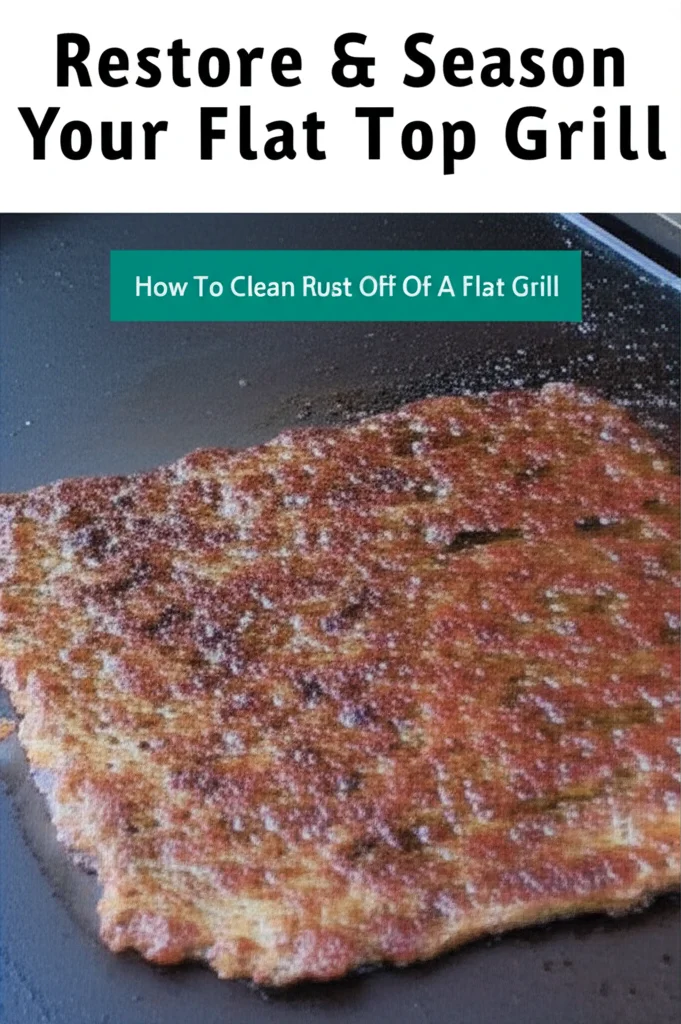 Restore & Season
Your Flat Top Grill
How To Clean Rust Off Of A Flat Grill